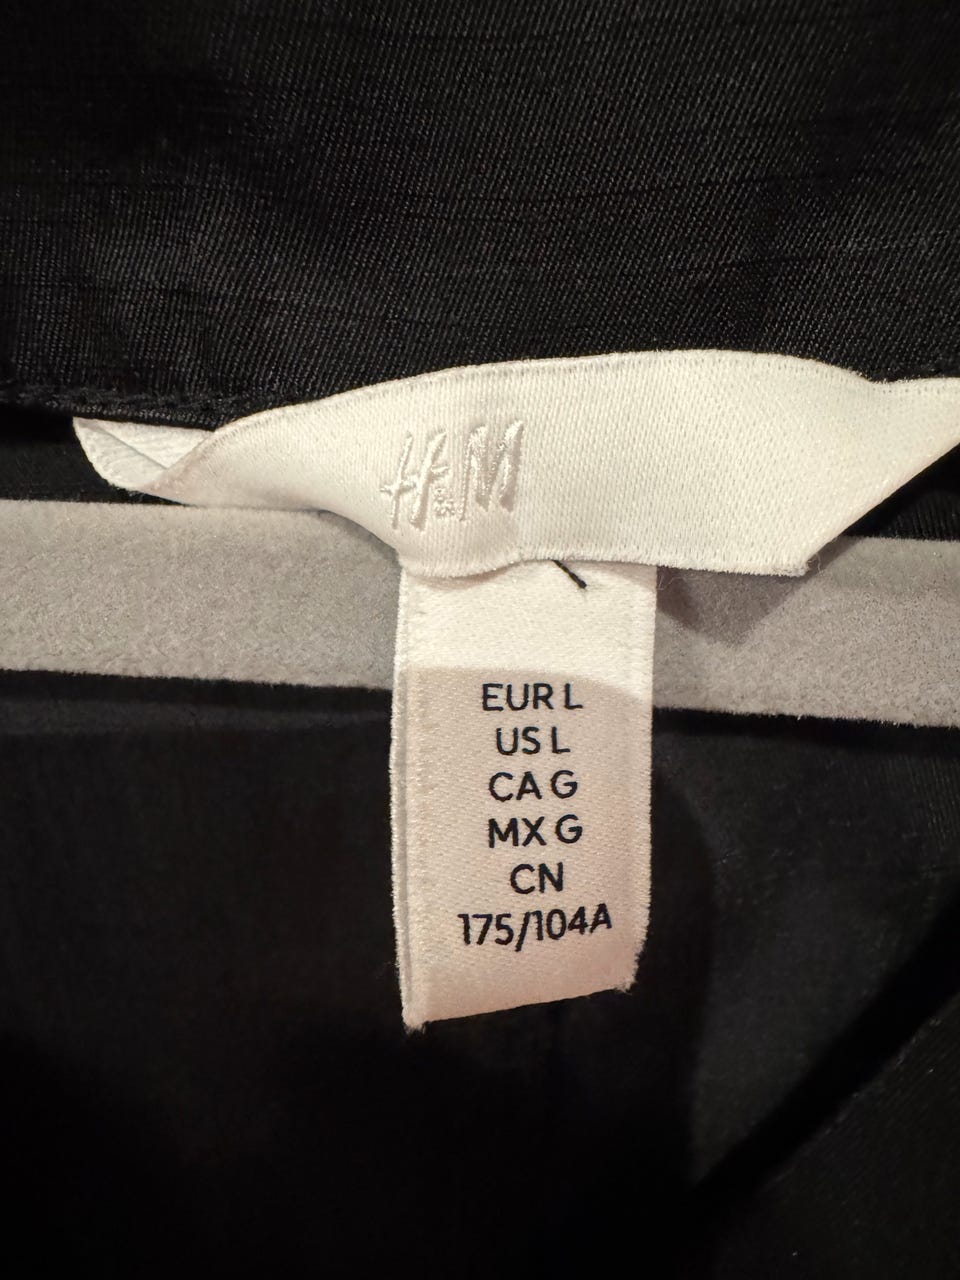 H&M
EUR L
US L
CA G
MX G
CN
175/104A